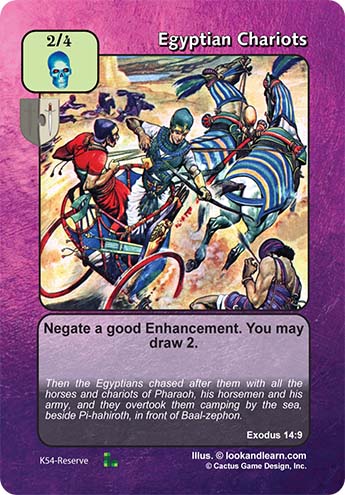 2/4
Egyptian Chariots
Negate a good Enhancement. You may
draw 2.
Then the Egyptians chased after them with all the
horses and chariots of Pharaoh, his horsemen and his
army, and they overtook them camping by the sea,
beside Pi-hahiroth, in front of Baal-zephon.
Exodus 14:9
K54-Reserve
Illus. © lookandlearn.com
© Cactus Game Design, Inc.